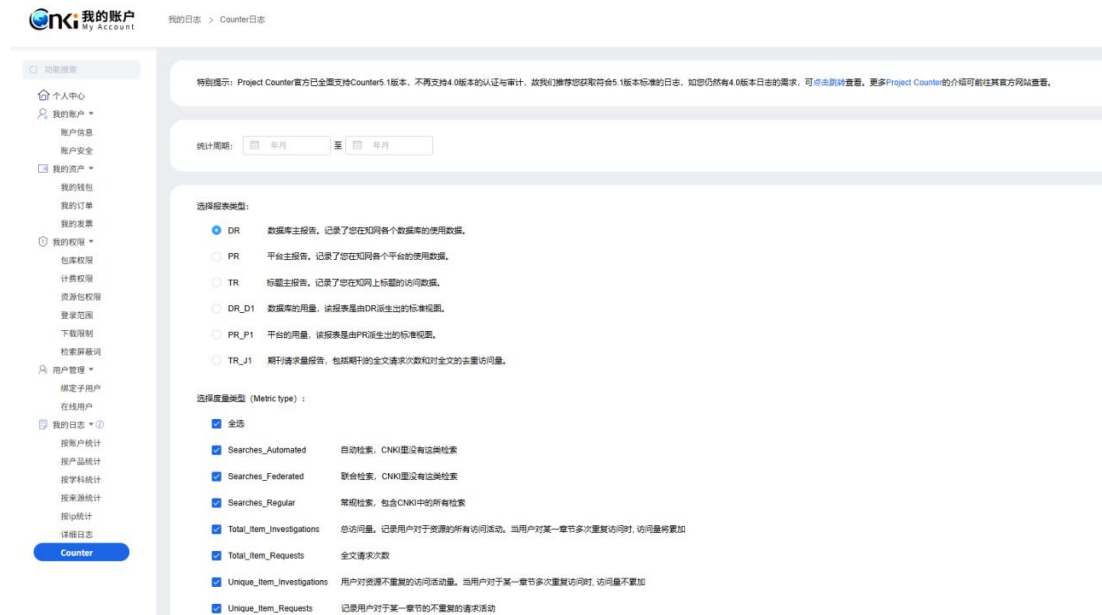 Cnki 我的账户
My Account
我的日志 > Counter日志
功能搜索
个人中心
我的账户
账户信息
账户安全
我的资产
我的钱包
我的订单
我的发票
我的权限
包库权限
计费权限
资源包权限
登录范围
下载限制
检索屏蔽词
用户管理
绑定子用户
在线用户
我的日志
按账户统计
按产品统计
按学科统计
按来源统计
按ip统计
详细日志
Counter
特别提示：Project Counter官方已全面支持Counter5.1版本，不再支持4.0版本的认证与审计，故我们推荐您获取符合5.1版本标准的日志，如您仍然有4.0版本日志的需求，可点击跳转查看。更多Project Counter的介绍可前往其官方网站查看。
统计周期： 年月 至 年月
选择报表类型：
DR 数据库主报告。记录了您在知网各个数据库的使用数据。
PR 平台主报告。记录了您在知网各个平台的使用数据。
TR 标题主报告。记录了您在知网上标题的访问数据。
DR_D1 数据库的用量，该报表是由DR派生出的标准视图。
PR_P1 平台的用量，该报表是由PR派生出的标准视图。
TR_J1 期刊请求量报告，包括期刊的全文请求次数和对全文的去重访问量。
选择度量类型（Metric type）：
全选
Searches_Automated 自动检索，CNKI里没有这类检索
Searches_Federated 联合检索，CNKI里没有这类检索
Searches_Regular 常规检索，包含CNKI中的所有检索
Total_Item_Investigations 总访问量。记录用户对于资源的所有访问活动。当用户对某一章节多次重复访问时, 访问量将累加
Total_Item_Requests 全文请求次数
Unique_Item_Investigations 用户对资源不重复的访问活动量。当用户对于某一章节多次重复访问时, 访问量不累加
Unique_Item_Requests 记录用户对于某一章节的不重复的请求活动